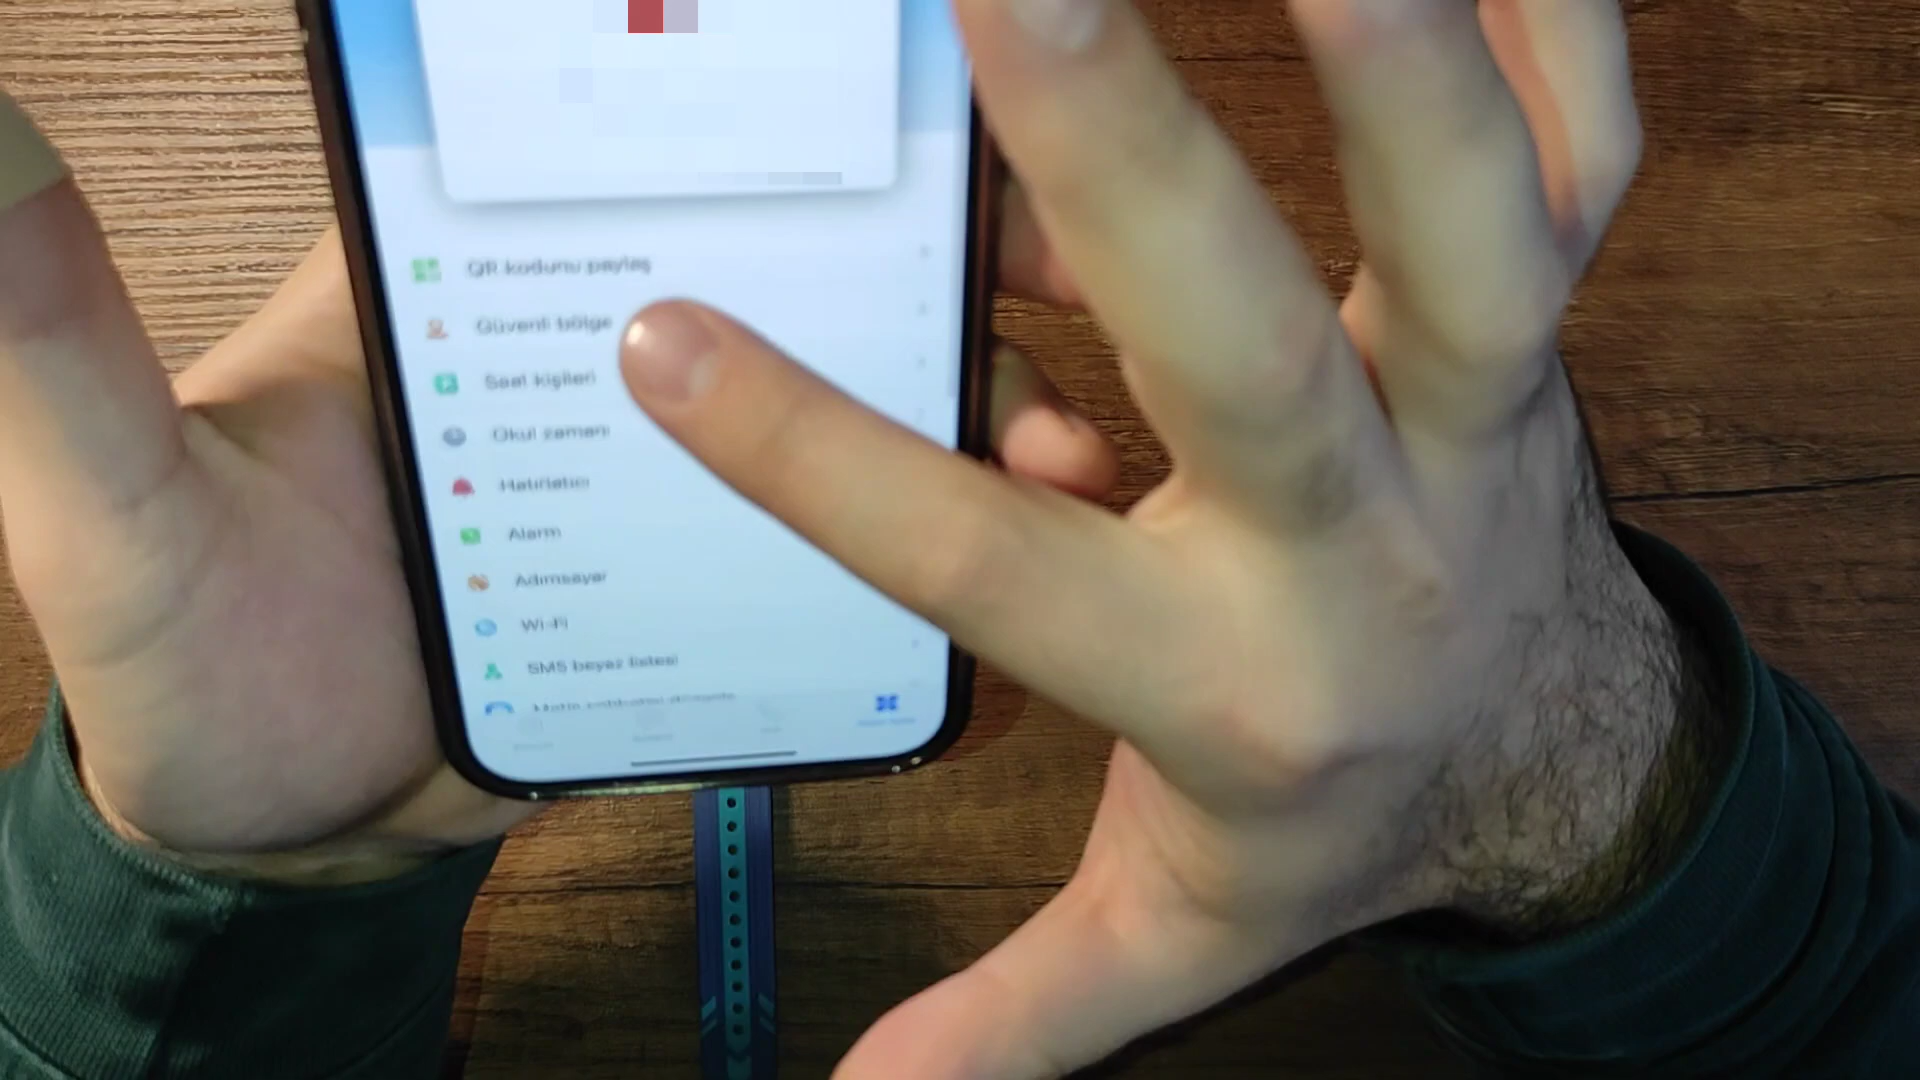 QR kodunu paylaş
Güvenli bölge
Saat kişileri
Okul zamanı
Hatırlatıcı
Alarm
Adımsayar
Wi-Fi
SMS beyaz listesi